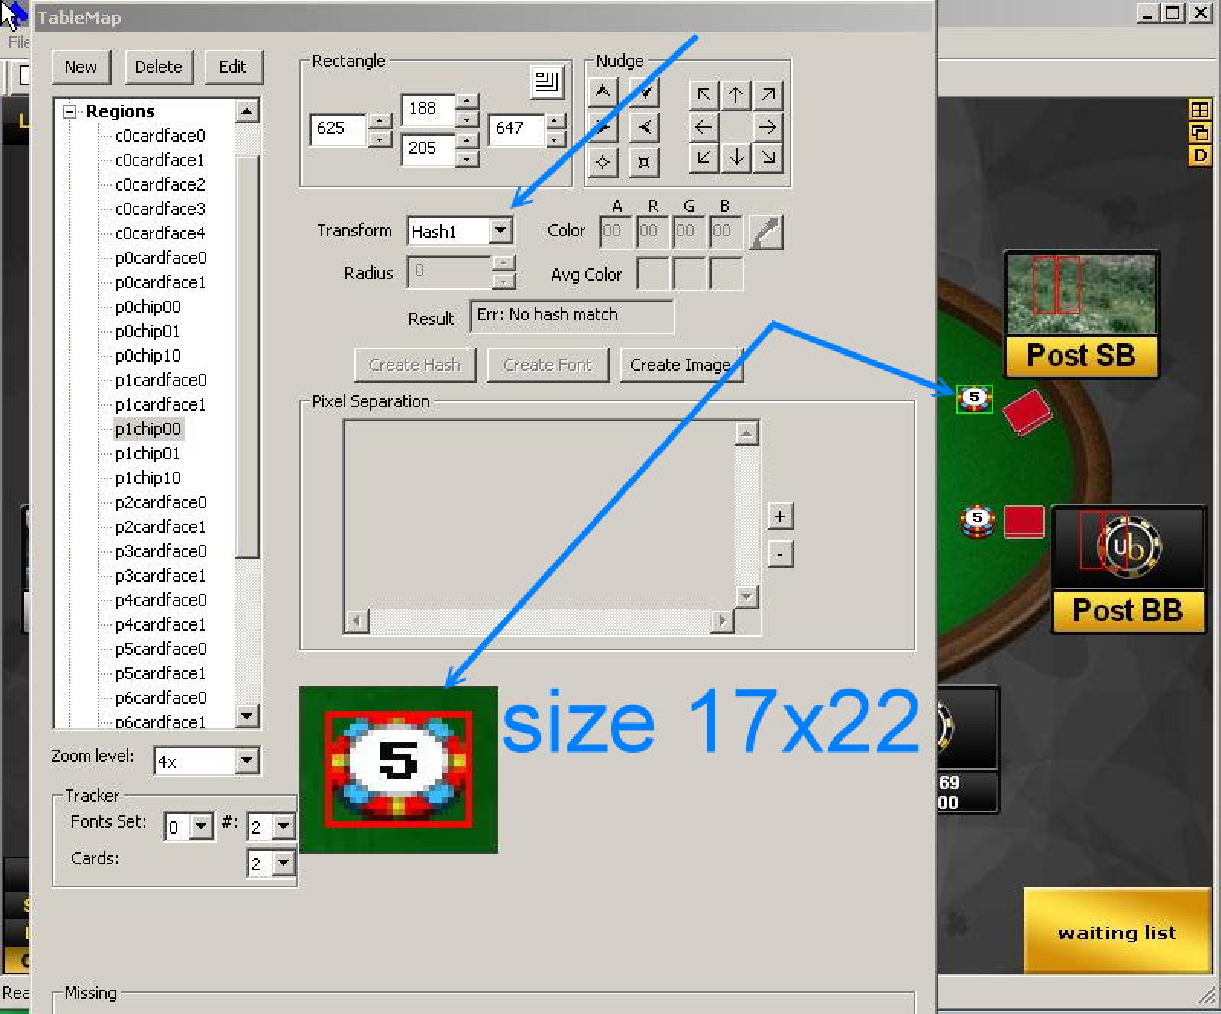 TableMap
File
New Delete Edit
Regions
c0cardface0
c0cardface1
c0cardface2
c0cardface3
c0cardface4
p0cardface0
p0cardface1
p0chip00
p0chip01
p0chip10
p1cardface0
p1cardface1
p1chip00
p1chip01
p1chip10
p2cardface0
p2cardface1
p3cardface0
p3cardface1
p4cardface0
p4cardface1
p5cardface0
p5cardface1
p6cardface0
p6cardface1
Zoom level: 4x
Tracker
Fonts Set: 0 #: 2
Cards: 2
Rectangle
188
625 647
205
Nudge
Transform Hash1
Color A R G B
00 00 00 00
Radius 0
Avg Color
Result Err: No hash match
Create Hash Create Font Create Image
Pixel Separation
+
-
5
size 17x22
Missing
D
Post SB
5
5
ub
Post BB
69
00
waiting list